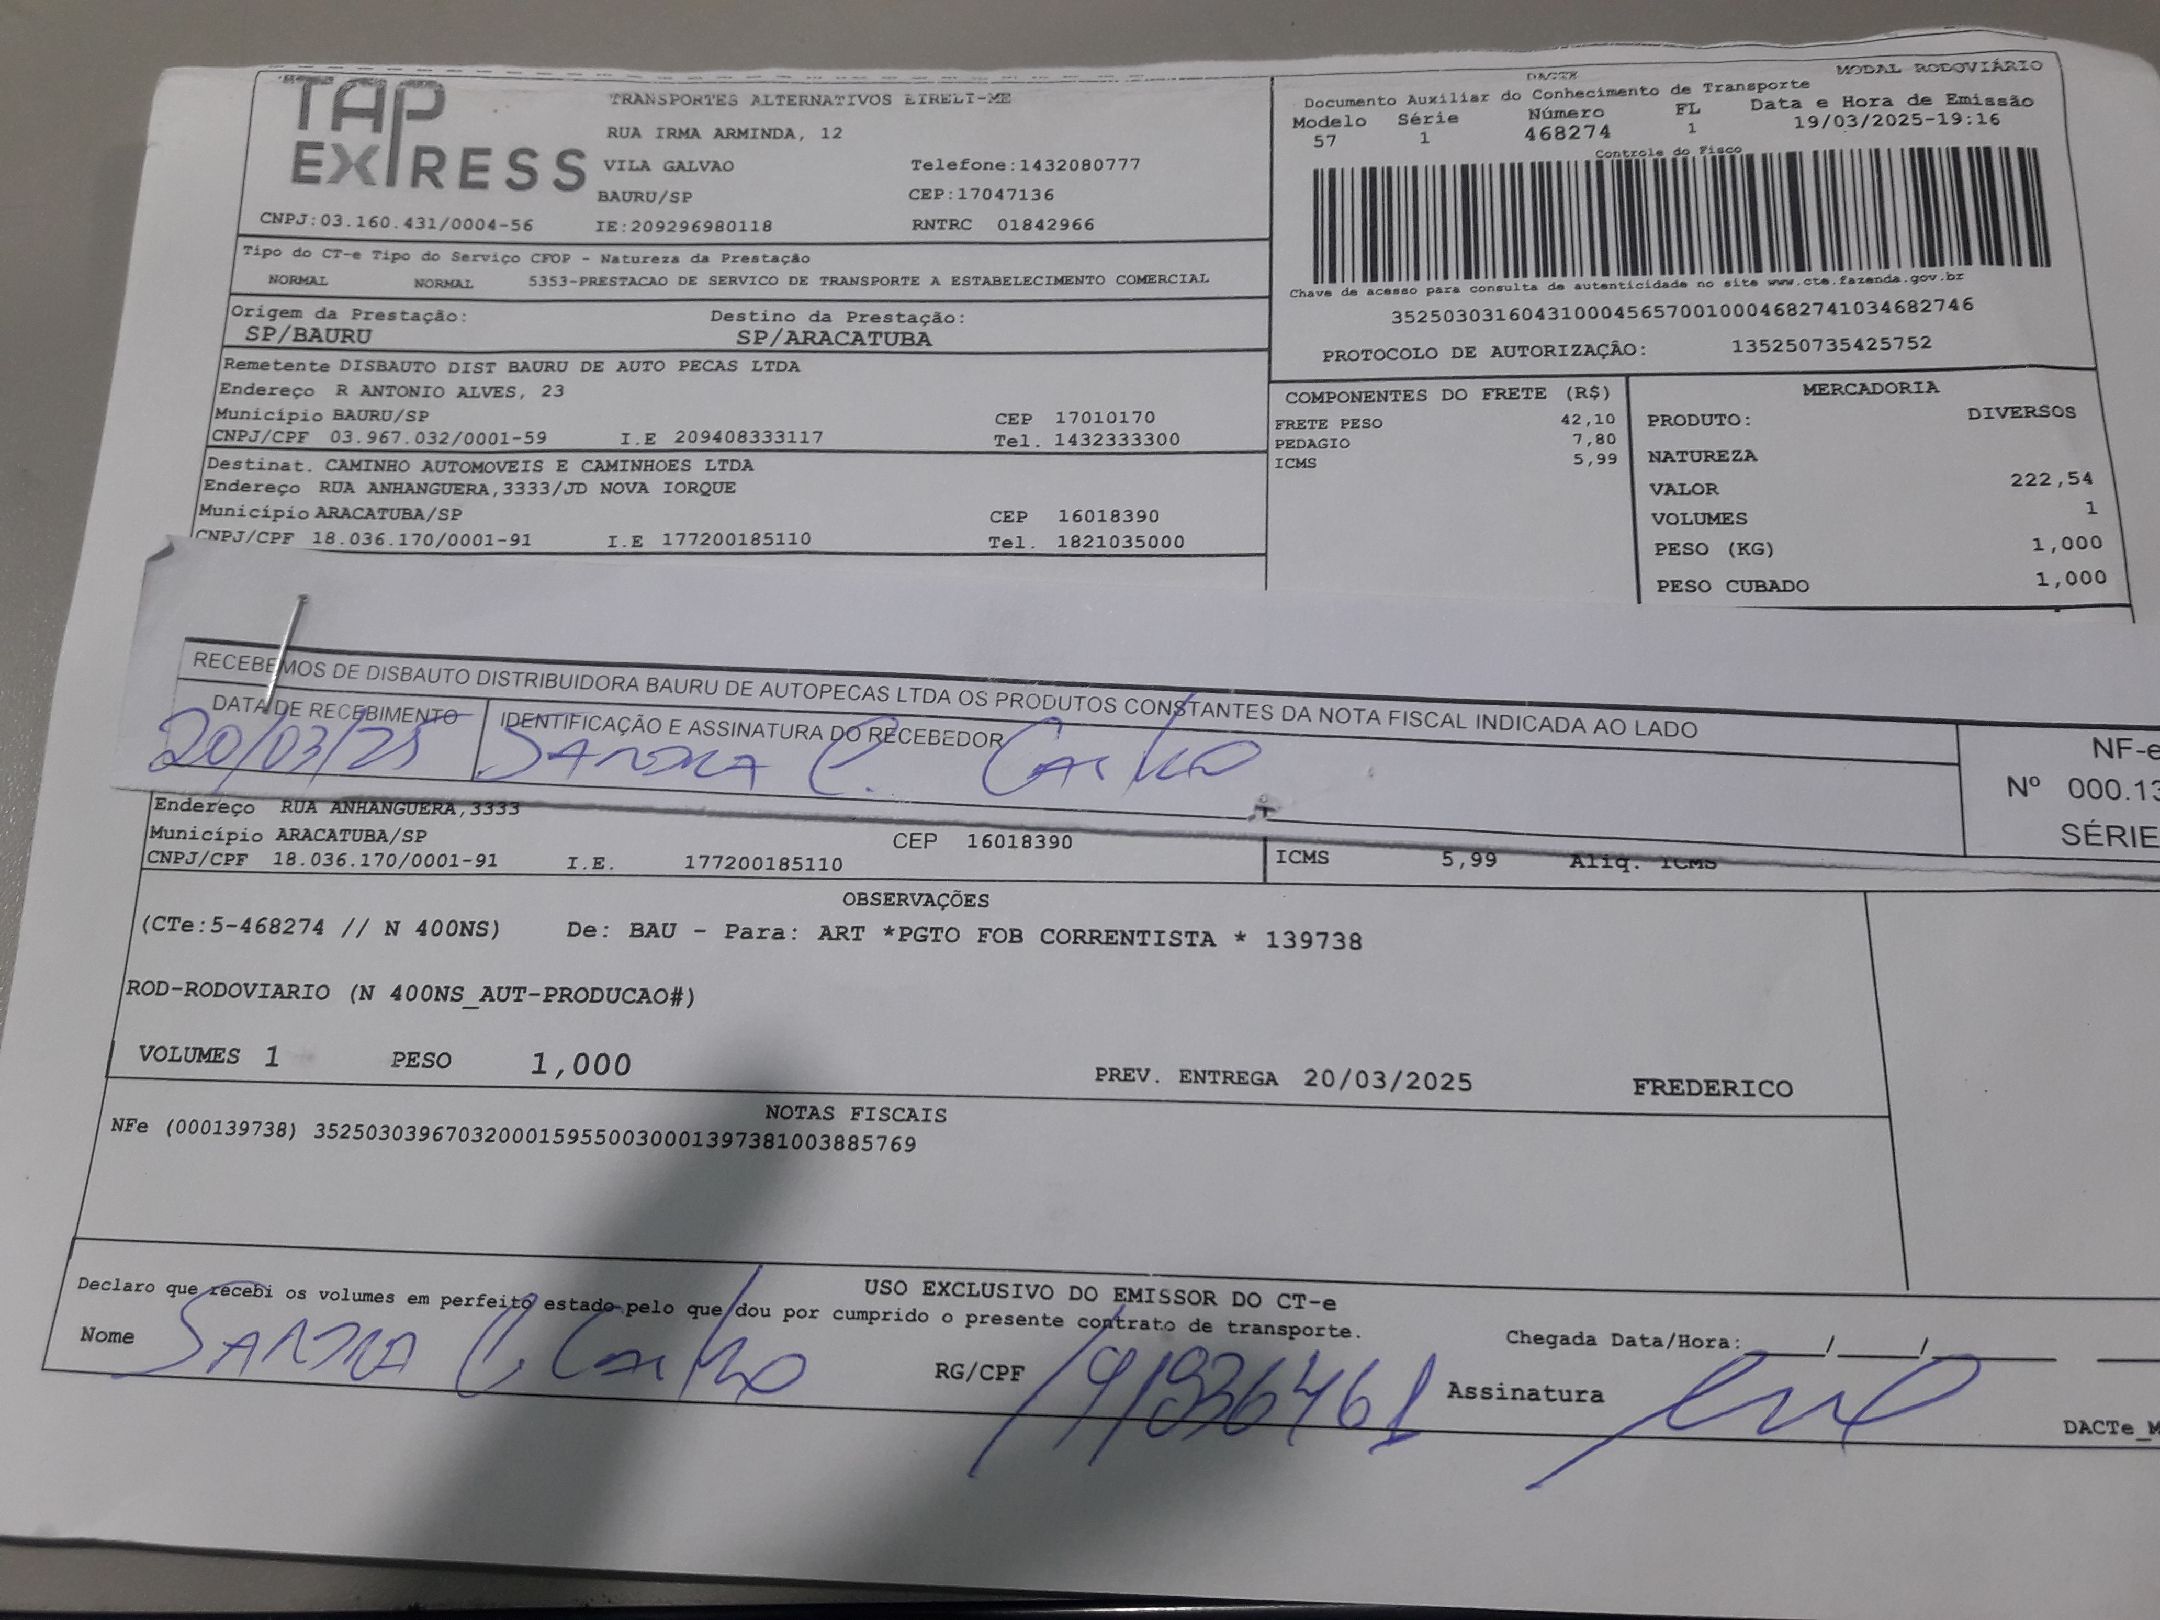 TAP EXPRESS
TRANSPORTES ALTERNATIVOS EIRELI-ME
RUA IRMA ARMINDA, 12
VILA GALVAO Telefone:1432080777
BAURU/SP CEP:17047136
CNPJ:03.160.431/0004-56 IE:209296980118 RNTRC 01842966
DACTE MODAL RODOVIÁRIO
Documento Auxiliar do Conhecimento de Transporte
Modelo Série Número FL Data e Hora de Emissão
57 1 468274 1 19/03/2025-19:16
Controle do Fisco
Chave de acesso para consulta de autenticidade no site www.cte.fazenda.gov.br
35250303160431000456570010004682741034682746
PROTOCOLO DE AUTORIZAÇÃO: 135250735425752
Tipo do CT-e Tipo do Serviço CFOP - Natureza da Prestação
NORMAL NORMAL 5353-PRESTACAO DE SERVICO DE TRANSPORTE A ESTABELECIMENTO COMERCIAL
Origem da Prestação: Destino da Prestação:
SP/BAURU SP/ARACATUBA
Remetente DISBAUTO DIST BAURU DE AUTO PECAS LTDA
Endereço R ANTONIO ALVES, 23
Município BAURU/SP CEP 17010170
CNPJ/CPF 03.967.032/0001-59 I.E 209408333117 Tel. 1432333300
Destinat. CAMINHO AUTOMOVEIS E CAMINHOES LTDA
Endereço RUA ANHANGUERA,3333/JD NOVA IORQUE
Município ARACATUBA/SP CEP 16018390
CNPJ/CPF 18.036.170/0001-91 I.E 177200185110 Tel. 1821035000
COMPONENTES DO FRETE (R$)
FRETE PESO 42,10
PEDAGIO 7,80
ICMS 5,99
MERCADORIA
PRODUTO: DIVERSOS
NATUREZA
VALOR 222,54
VOLUMES 1
PESO (KG) 1,000
PESO CUBADO 1,000
RECEBEMOS DE DISBAUTO DISTRIBUIDORA BAURU DE AUTOPECAS LTDA OS PRODUTOS CONSTANTES DA NOTA FISCAL INDICADA AO LADO
DATA DE RECEBIMENTO IDENTIFICAÇÃO E ASSINATURA DO RECEBEDOR
20/03/25 SANDRA C.
NF-e
Nº 000.13
SÉRIE
Endereço RUA ANHANGUERA,3333
Município ARACATUBA/SP CEP 16018390
CNPJ/CPF 18.036.170/0001-91 I.E. 177200185110
ICMS 5,99 Aliq. ICMS
OBSERVAÇÕES
(CTe:5-468274 // N 400NS) De: BAU - Para: ART *PGTO FOB CORRENTISTA * 139738
ROD-RODOVIARIO (N 400NS_AUT-PRODUCAO#)
VOLUMES 1 PESO 1,000 PREV. ENTREGA 20/03/2025 FREDERICO
NOTAS FISCAIS
NFe (000139738) 35250303967032000159550030001397381003885769
USO EXCLUSIVO DO EMISSOR DO CT-e
Declaro que recebi os volumes em perfeito estado pelo que dou por cumprido o presente contrato de transporte.
Nome SANDRA C. RG/CPF Assinatura
Chegada Data/Hora:____/____/______
DACTe_M